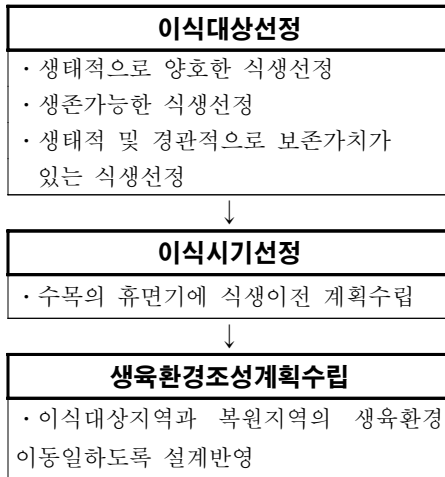 이식대상선정
· 생태적으로 양호한 식생선정
· 생존가능한 식생선정
· 생태적 및 경관적으로 보존가치가
있는 식생선정
↓
이식시기선정
· 수목의 휴면기에 식생이전 계획수립
↓
생육환경조성계획수립
· 이식대상지역과 복원지역의 생육환경
이동일하도록 설계반영